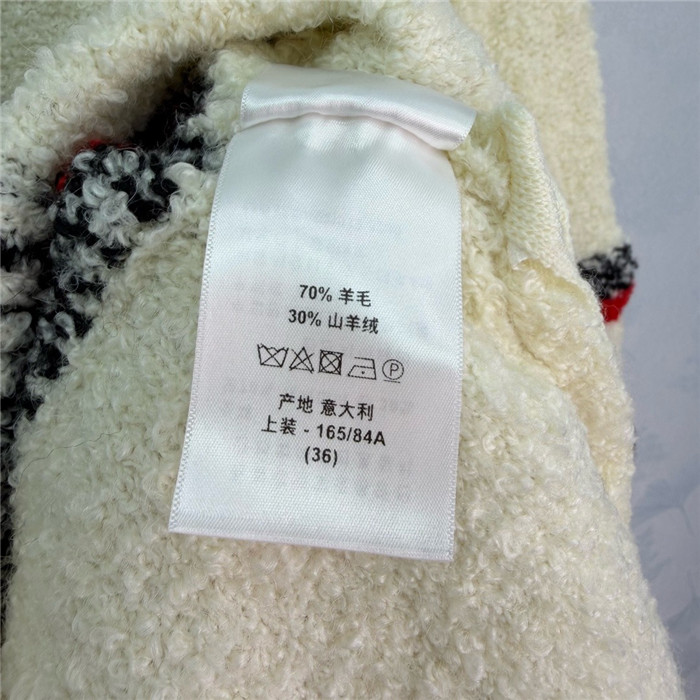 70% 羊毛
30% 山羊绒
P
产地 意大利
上装 - 165/84A
(36)